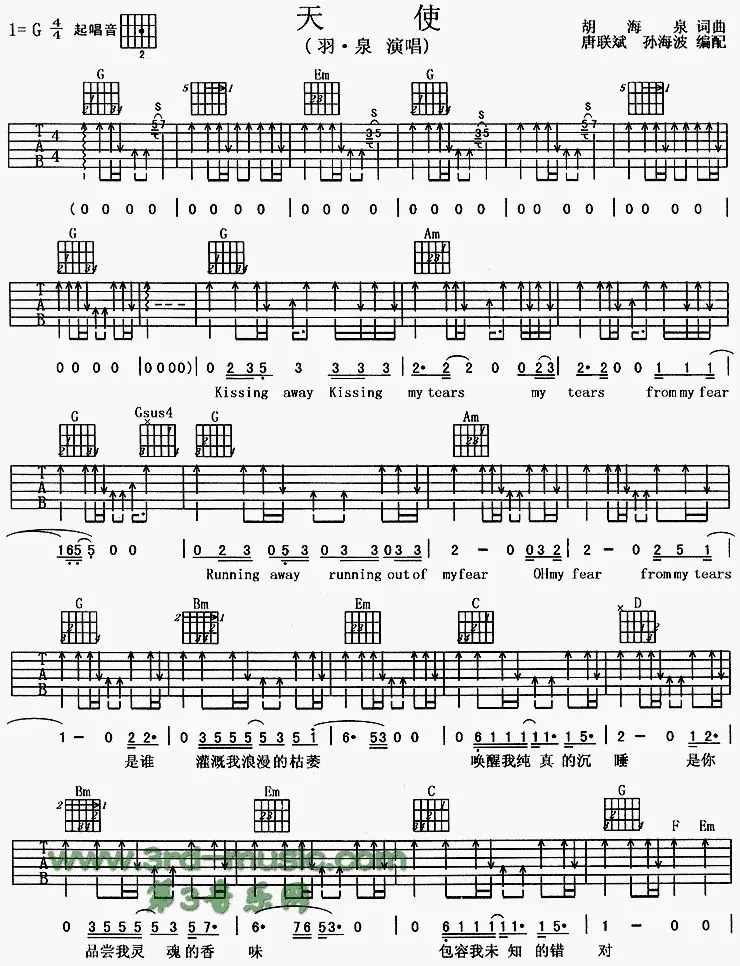 天 使
1=G 4/4 起唱音
2
(羽·泉 演唱)
胡 海 泉 词曲
唐联斌 孙海波 编配
G Em G
T A B 4/4
(0 0 0 0 | 0 0 0 0 | 0 0 0 0 | 0 0 0 0 | 0 0 0 0 | 0 0 0 0 |
G G Am
T A B
0 0 0 0 | 0 0 0 0) | 0 2 3 5 3 3 3 3 | 2· 2 2 0 0 2 3 | 2· 2 0 0 1 1 1 |
Kissing away Kissing my tears my tears from my fear
G Gsus4 G Am
T A B
1 6 5 5 0 0 | 0 2 3 0 5 3 0 3 3 0 3 3 | 2 - 0 0 3 2 | 2 - 0 2 5 1 |
Running away running out of my fear OH my fear from my tears
G Bm Em C D
T A B
1 - 0 2 2· | 0 3 5 5 5 5 3 5 i | 6· 5 3 0 0 | 0 6 1 1 1 1 1 5· | 2 - 0 1 2· |
是谁 灌溉我浪漫的枯萎 唤醒我纯 真的沉 睡 是你
Bm Em C G F Em
T A B
www.3rd-music.com
第3音乐网
0 3 5 5 5 5 3 5 7· | 6· 7 6 5 3· | 0 6 1 1 1 0 1 5· | 2 - 0 0 |
品尝我灵 魂的香 味 包容我未 知的错 对